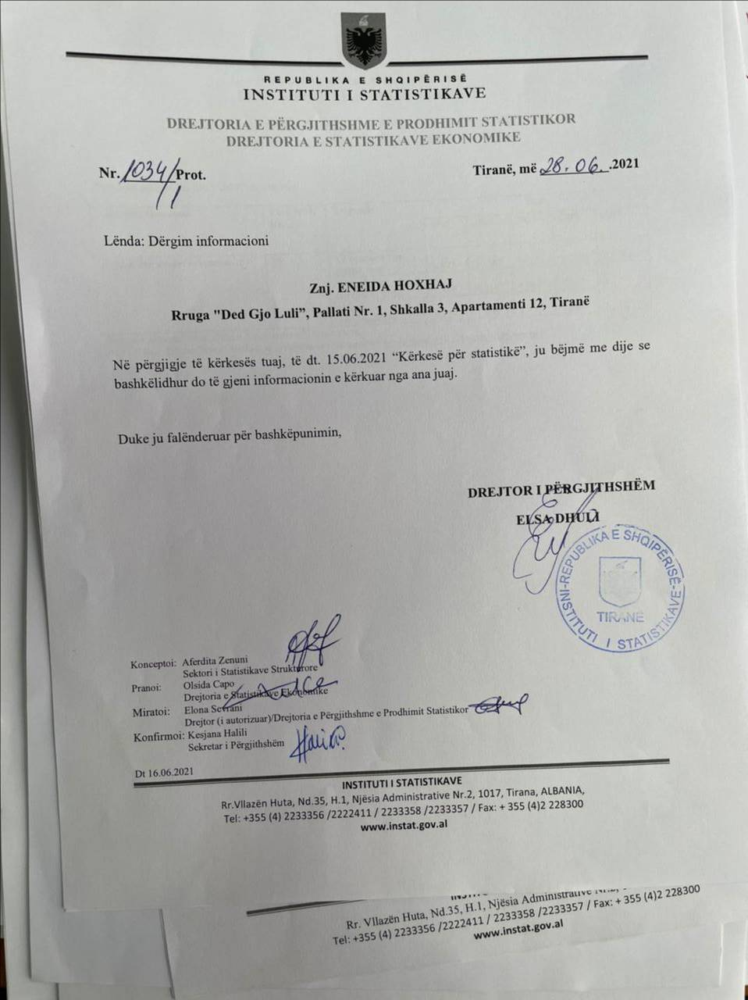 REPUBLIKA E SHQIPËRISË
INSTITUTI I STATISTIKAVE
DREJTORIA E PËRGJITHSHME E PRODHIMIT STATISTIKOR
DREJTORIA E STATISTIKAVE EKONOMIKE
Nr. 1034/1 Prot.
Tiranë, më 28.06..2021
Lënda: Dërgim informacioni
Znj. ENEIDA HOXHAJ
Rruga "Ded Gjo Luli”, Pallati Nr. 1, Shkalla 3, Apartamenti 12, Tiranë
Në përgjigje të kërkesës tuaj, të dt. 15.06.2021 “Kërkesë për statistikë”, ju bëjmë me dije se
bashkëlidhur do të gjeni informacionin e kërkuar nga ana juaj.
Duke ju falënderuar për bashkëpunimin,
DREJTOR I PËRGJITHSHËM
ELSA DHULI
INSTITUTI I STATISTIKAVE-REPUBLIKA E SHQIPËRISË-
TIRANË
Konceptoi: Aferdita Zenuni
Sektori i Statistikave Strukturore
Pranoi: Olsida Capo
Drejtoria e Statistikave Ekonomike
Miratoi: Elona Sevrani
Drejtor (i autorizuar)/Drejtoria e Përgjithshme e Prodhimit Statistikor
Konfirmoi: Kesjana Halili
Sekretar i Përgjithshëm
Dt 16.06.2021
INSTITUTI I STATISTIKAVE
Rr.Vllazën Huta, Nd.35, H.1, Njësia Administrative Nr.2, 1017, Tirana, ALBANIA,
Tel: +355 (4) 2233356 /2222411 / 2233358 /2233357 / Fax: + 355 (4)2 228300
www.instat.gov.al
Rr. Vllazën Huta, Nd.35, H.1, Njësia Administrative
Tel: +355 (4) 2233356 /2222411 / 2233358 /2233357 / Fax: + 355 (4)2 228300
www.instat.gov.al